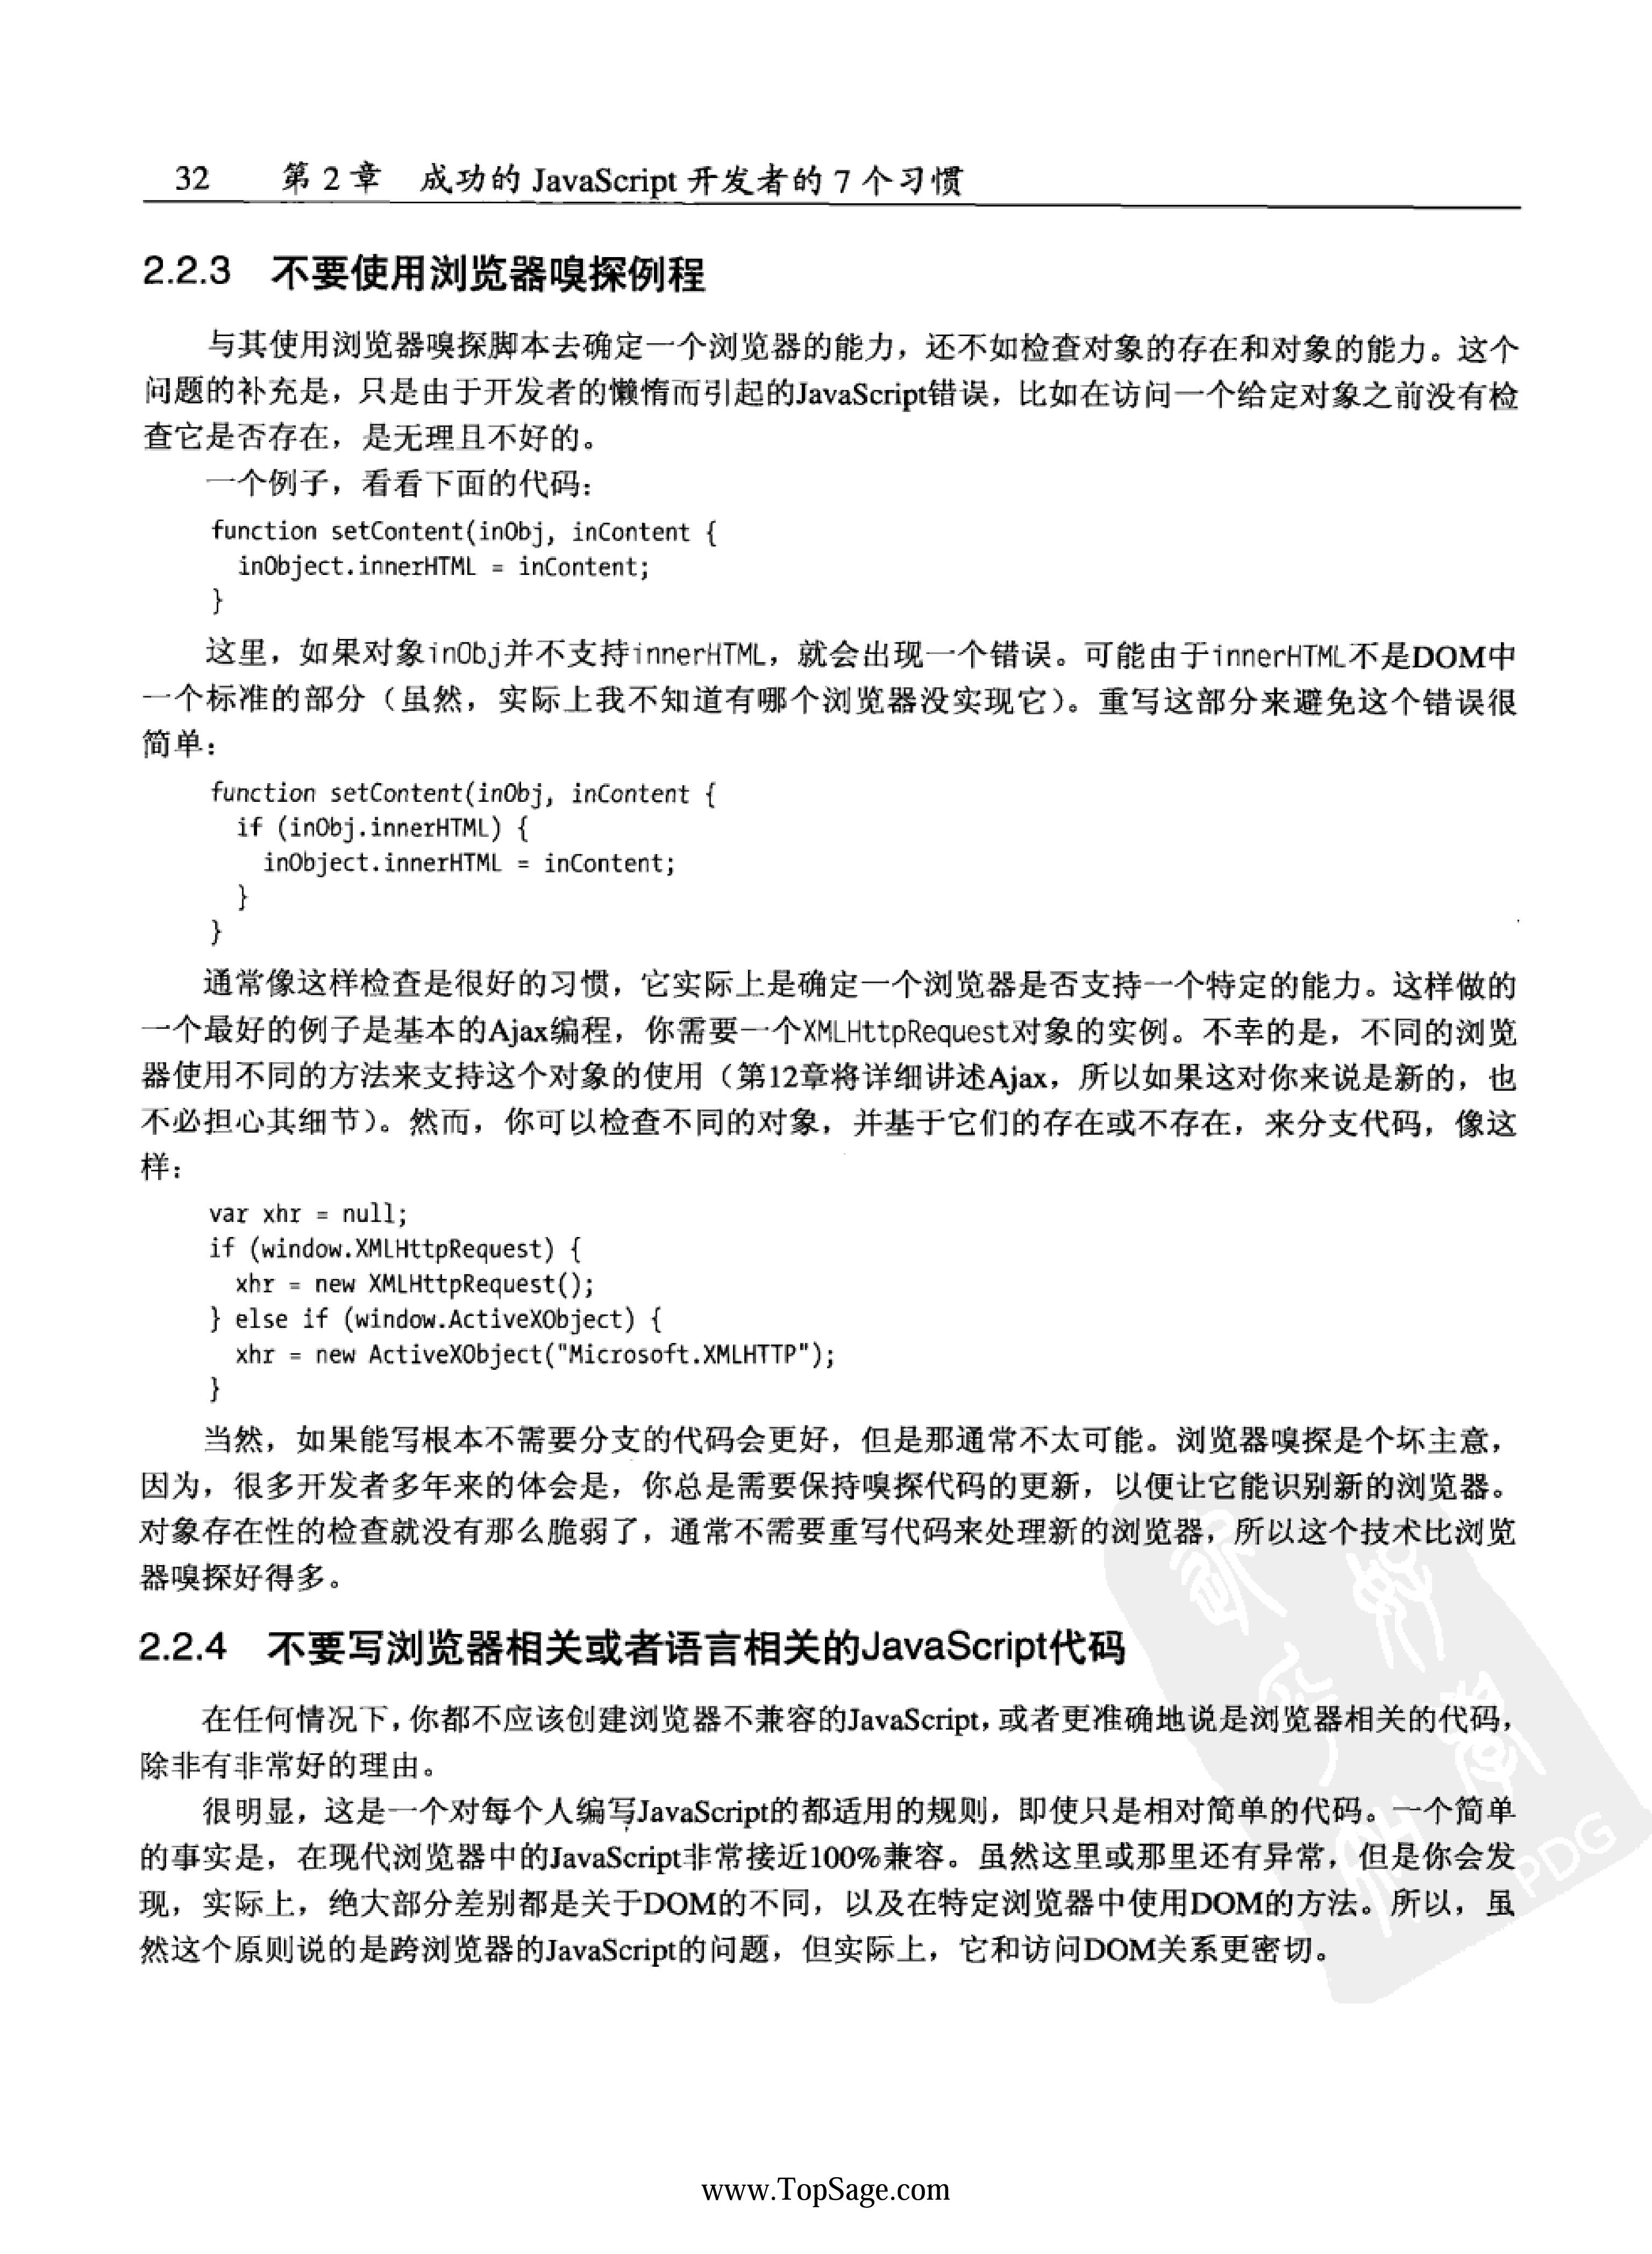 32 第 2 章 成功的 JavaScript 开发者的 7 个习惯
2.2.3 不要使用浏览器嗅探例程
与其使用浏览器嗅探脚本去确定一个浏览器的能力，还不如检查对象的存在和对象的能力。这个
问题的补充是，只是由于开发者的懒惰而引起的JavaScript错误，比如在访问一个给定对象之前没有检
查它是否存在，是无理且不好的。
一个例子，看看下面的代码：
function setContent(inObj, inContent {
inObject.innerHTML = inContent;
}
这里，如果对象inObj并不支持innerHTML，就会出现一个错误。可能由于innerHTML不是DOM中
一个标准的部分（虽然，实际上我不知道有哪个浏览器没实现它）。重写这部分来避免这个错误很
简单：
function setContent(inObj, inContent {
if (inObj.innerHTML) {
inObject.innerHTML = inContent;
}
}
通常像这样检查是很好的习惯，它实际上是确定一个浏览器是否支持一个特定的能力。这样做的
一个最好的例子是基本的Ajax编程，你需要一个XMLHttpRequest对象的实例。不幸的是，不同的浏览
器使用不同的方法来支持这个对象的使用（第12章将详细讲述Ajax，所以如果这对你来说是新的，也
不必担心其细节）。然而，你可以检查不同的对象，并基于它们的存在或不存在，来分支代码，像这
样：
var xhr = null;
if (window.XMLHttpRequest) {
xhr = new XMLHttpRequest();
} else if (window.ActiveXObject) {
xhr = new ActiveXObject("Microsoft.XMLHTTP");
}
当然，如果能写根本不需要分支的代码会更好，但是那通常不太可能。浏览器嗅探是个坏主意，
因为，很多开发者多年来的体会是，你总是需要保持嗅探代码的更新，以便让它能识别新的浏览器。
对象存在性的检查就没有那么脆弱了，通常不需要重写代码来处理新的浏览器，所以这个技术比浏览
器嗅探好得多。
2.2.4 不要写浏览器相关或者语言相关的JavaScript代码
在任何情况下，你都不应该创建浏览器不兼容的JavaScript，或者更准确地说是浏览器相关的代码，
除非有非常好的理由。
很明显，这是一个对每个人编写JavaScript的都适用的规则，即使只是相对简单的代码。一个简单
的事实是，在现代浏览器中的JavaScript非常接近100%兼容。虽然这里或那里还有异常，但是你会发
现，实际上，绝大部分差别都是关于DOM的不同，以及在特定浏览器中使用DOM的方法。所以，虽
然这个原则说的是跨浏览器的JavaScript的问题，但实际上，它和访问DOM关系更密切。
PDG
www.TopSage.com